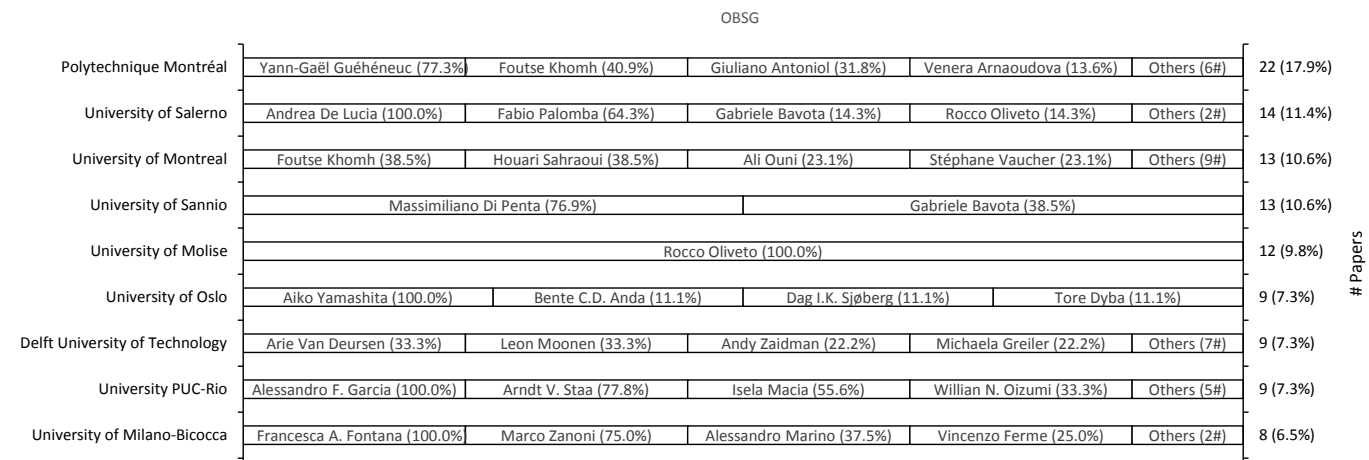 OBSG
Polytechnique Montréal Yann-Gaël Guéhéneuc (77.3%) Foutse Khomh (40.9%) Giuliano Antoniol (31.8%) Venera Arnaoudova (13.6%) Others (6#) 22 (17.9%)
University of Salerno Andrea De Lucia (100.0%) Fabio Palomba (64.3%) Gabriele Bavota (14.3%) Rocco Oliveto (14.3%) Others (2#) 14 (11.4%)
University of Montreal Foutse Khomh (38.5%) Houari Sahraoui (38.5%) Ali Ouni (23.1%) Stéphane Vaucher (23.1%) Others (9#) 13 (10.6%)
University of Sannio Massimiliano Di Penta (76.9%) Gabriele Bavota (38.5%) 13 (10.6%)
University of Molise Rocco Oliveto (100.0%) 12 (9.8%)
University of Oslo Aiko Yamashita (100.0%) Bente C.D. Anda (11.1%) Dag I.K. Sjøberg (11.1%) Tore Dyba (11.1%) 9 (7.3%)
Delft University of Technology Arie Van Deursen (33.3%) Leon Moonen (33.3%) Andy Zaidman (22.2%) Michaela Greiler (22.2%) Others (7#) 9 (7.3%)
University PUC-Rio Alessandro F. Garcia (100.0%) Arndt V. Staa (77.8%) Isela Macia (55.6%) Willian N. Oizumi (33.3%) Others (5#) 9 (7.3%)
University of Milano-Bicocca Francesca A. Fontana (100.0%) Marco Zanoni (75.0%) Alessandro Marino (37.5%) Vincenzo Ferme (25.0%) Others (2#) 8 (6.5%)
# Papers